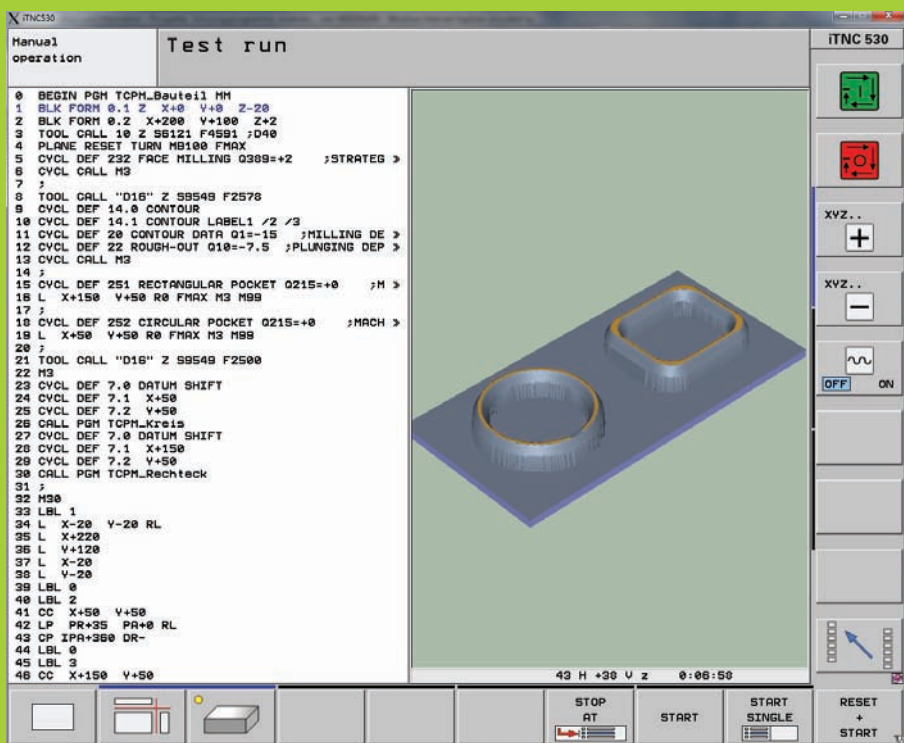 iTNC530
Manual
operation
Test run
iTNC 530
0 BEGIN PGM TCPM_Bauteil MM
1 BLK FORM 0.1 Z X+0 Y+0 Z-20
2 BLK FORM 0.2 X+200 Y+100 Z+2
3 TOOL CALL 10 Z S6121 F4591 ;D40
4 PLANE RESET TURN MB100 FMAX
5 CYCL DEF 232 FACE MILLING Q389=+2 ;STRATEG »
6 CYCL CALL M3
7 ;
8 TOOL CALL "D16" Z S9549 F2578
9 CYCL DEF 14.0 CONTOUR
10 CYCL DEF 14.1 CONTOUR LABEL1 /2 /3
11 CYCL DEF 20 CONTOUR DATA Q1=-15 ;MILLING DE »
12 CYCL DEF 22 ROUGH-OUT Q10=-7.5 ;PLUNGING DEP »
13 CYCL CALL M3
14 ;
15 CYCL DEF 251 RECTANGULAR POCKET Q215=+0 ;M »
16 L X+150 Y+50 R0 FMAX M3 M99
17 ;
18 CYCL DEF 252 CIRCULAR POCKET Q215=+0 ;MACH »
19 L X+50 Y+50 R0 FMAX M3 M99
20 ;
21 TOOL CALL "D16" Z S9549 F2500
22 M3
23 CYCL DEF 7.0 DATUM SHIFT
24 CYCL DEF 7.1 X+50
25 CYCL DEF 7.2 Y+50
26 CALL PGM TCPM_Kreis
27 CYCL DEF 7.0 DATUM SHIFT
28 CYCL DEF 7.1 X+150
29 CYCL DEF 7.2 Y+50
30 CALL PGM TCPM_Rechteck
31 ;
32 M30
33 LBL 1
34 L X-20 Y-20 RL
35 L X+220
36 L Y+120
37 L X-20
38 L Y-20
39 LBL 0
40 LBL 2
41 CC X+50 Y+50
42 LP PR+35 PA+0 RL
43 CP IPA+360 DR-
44 LBL 0
45 LBL 3
46 CC X+150 Y+50
43 H +38 V z 0:06:58
XYZ..
+
XYZ..
−
OFF ON
STOP
AT
START
START
SINGLE
RESET
+
START